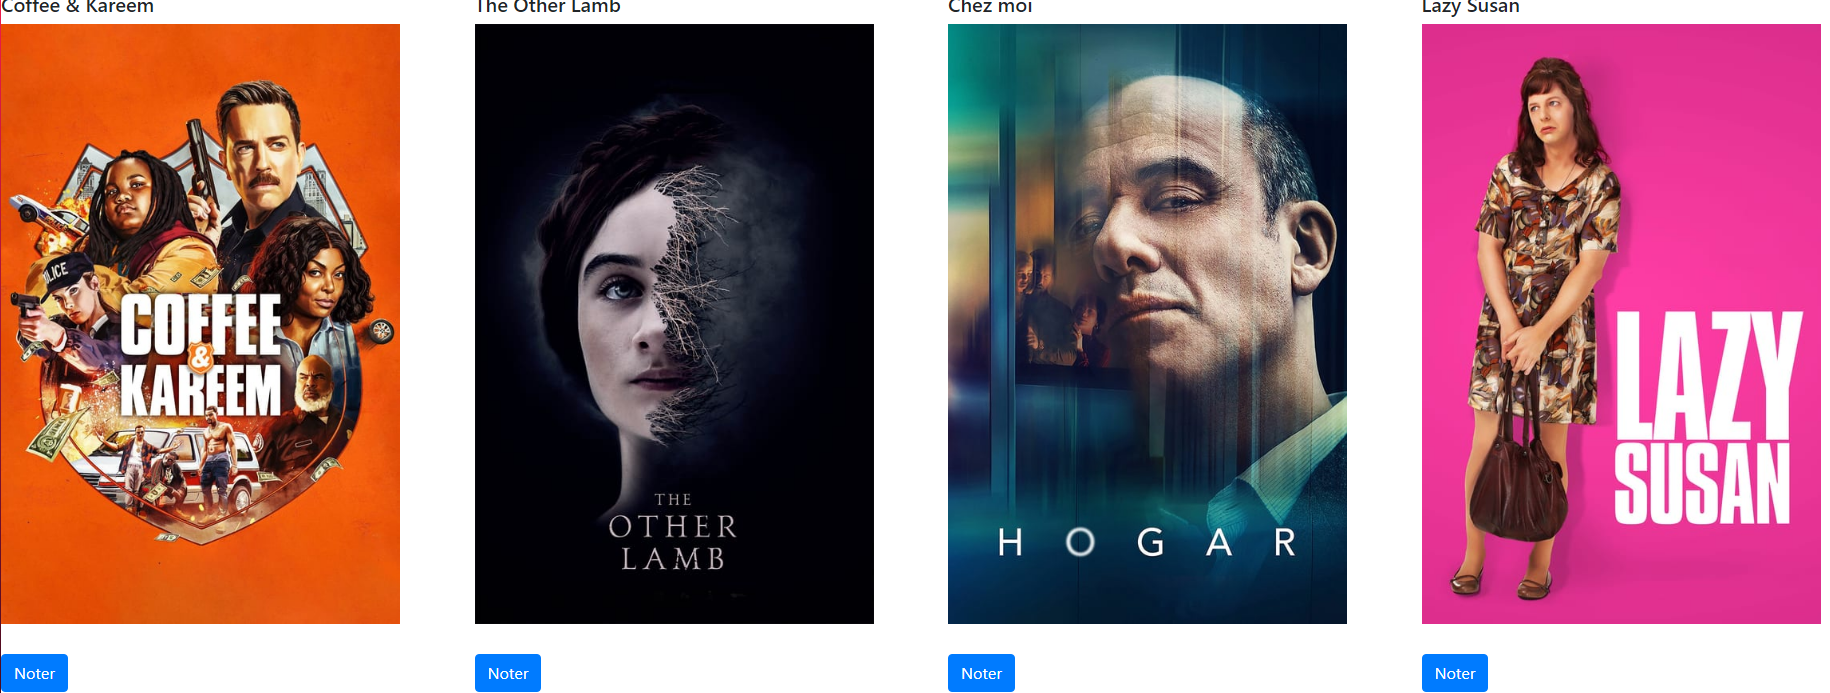 Coffee & Kareem
The Other Lamb
Chez moi
Lazy Susan
POLICE
COFFEE
&
KAREEM
THE
OTHER
LAMB
HOGAR
LAZY
SUSAN
Noter
Noter
Noter
Noter